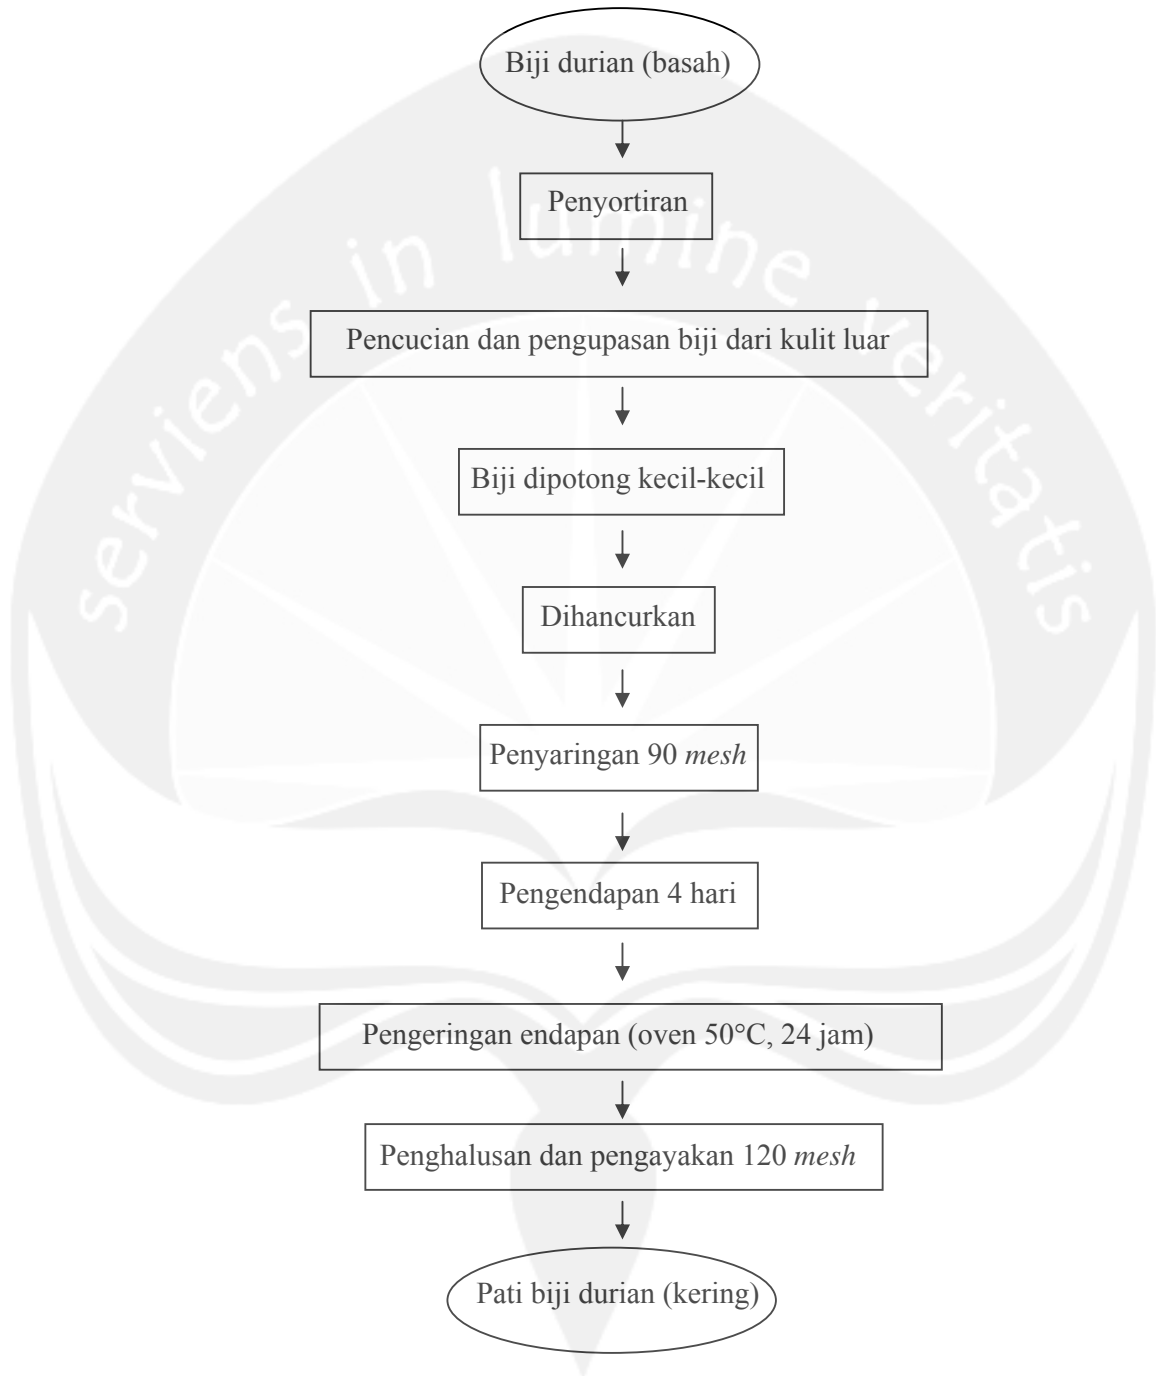 Biji durian (basah)
Penyortiran
serviens in lumine veritatis
Pencucian dan pengupasan biji dari kulit luar
Biji dipotong kecil-kecil
Dihancurkan
Penyaringan 90 mesh
Pengendapan 4 hari
Pengeringan endapan (oven 50°C, 24 jam)
Penghalusan dan pengayakan 120 mesh
Pati biji durian (kering)